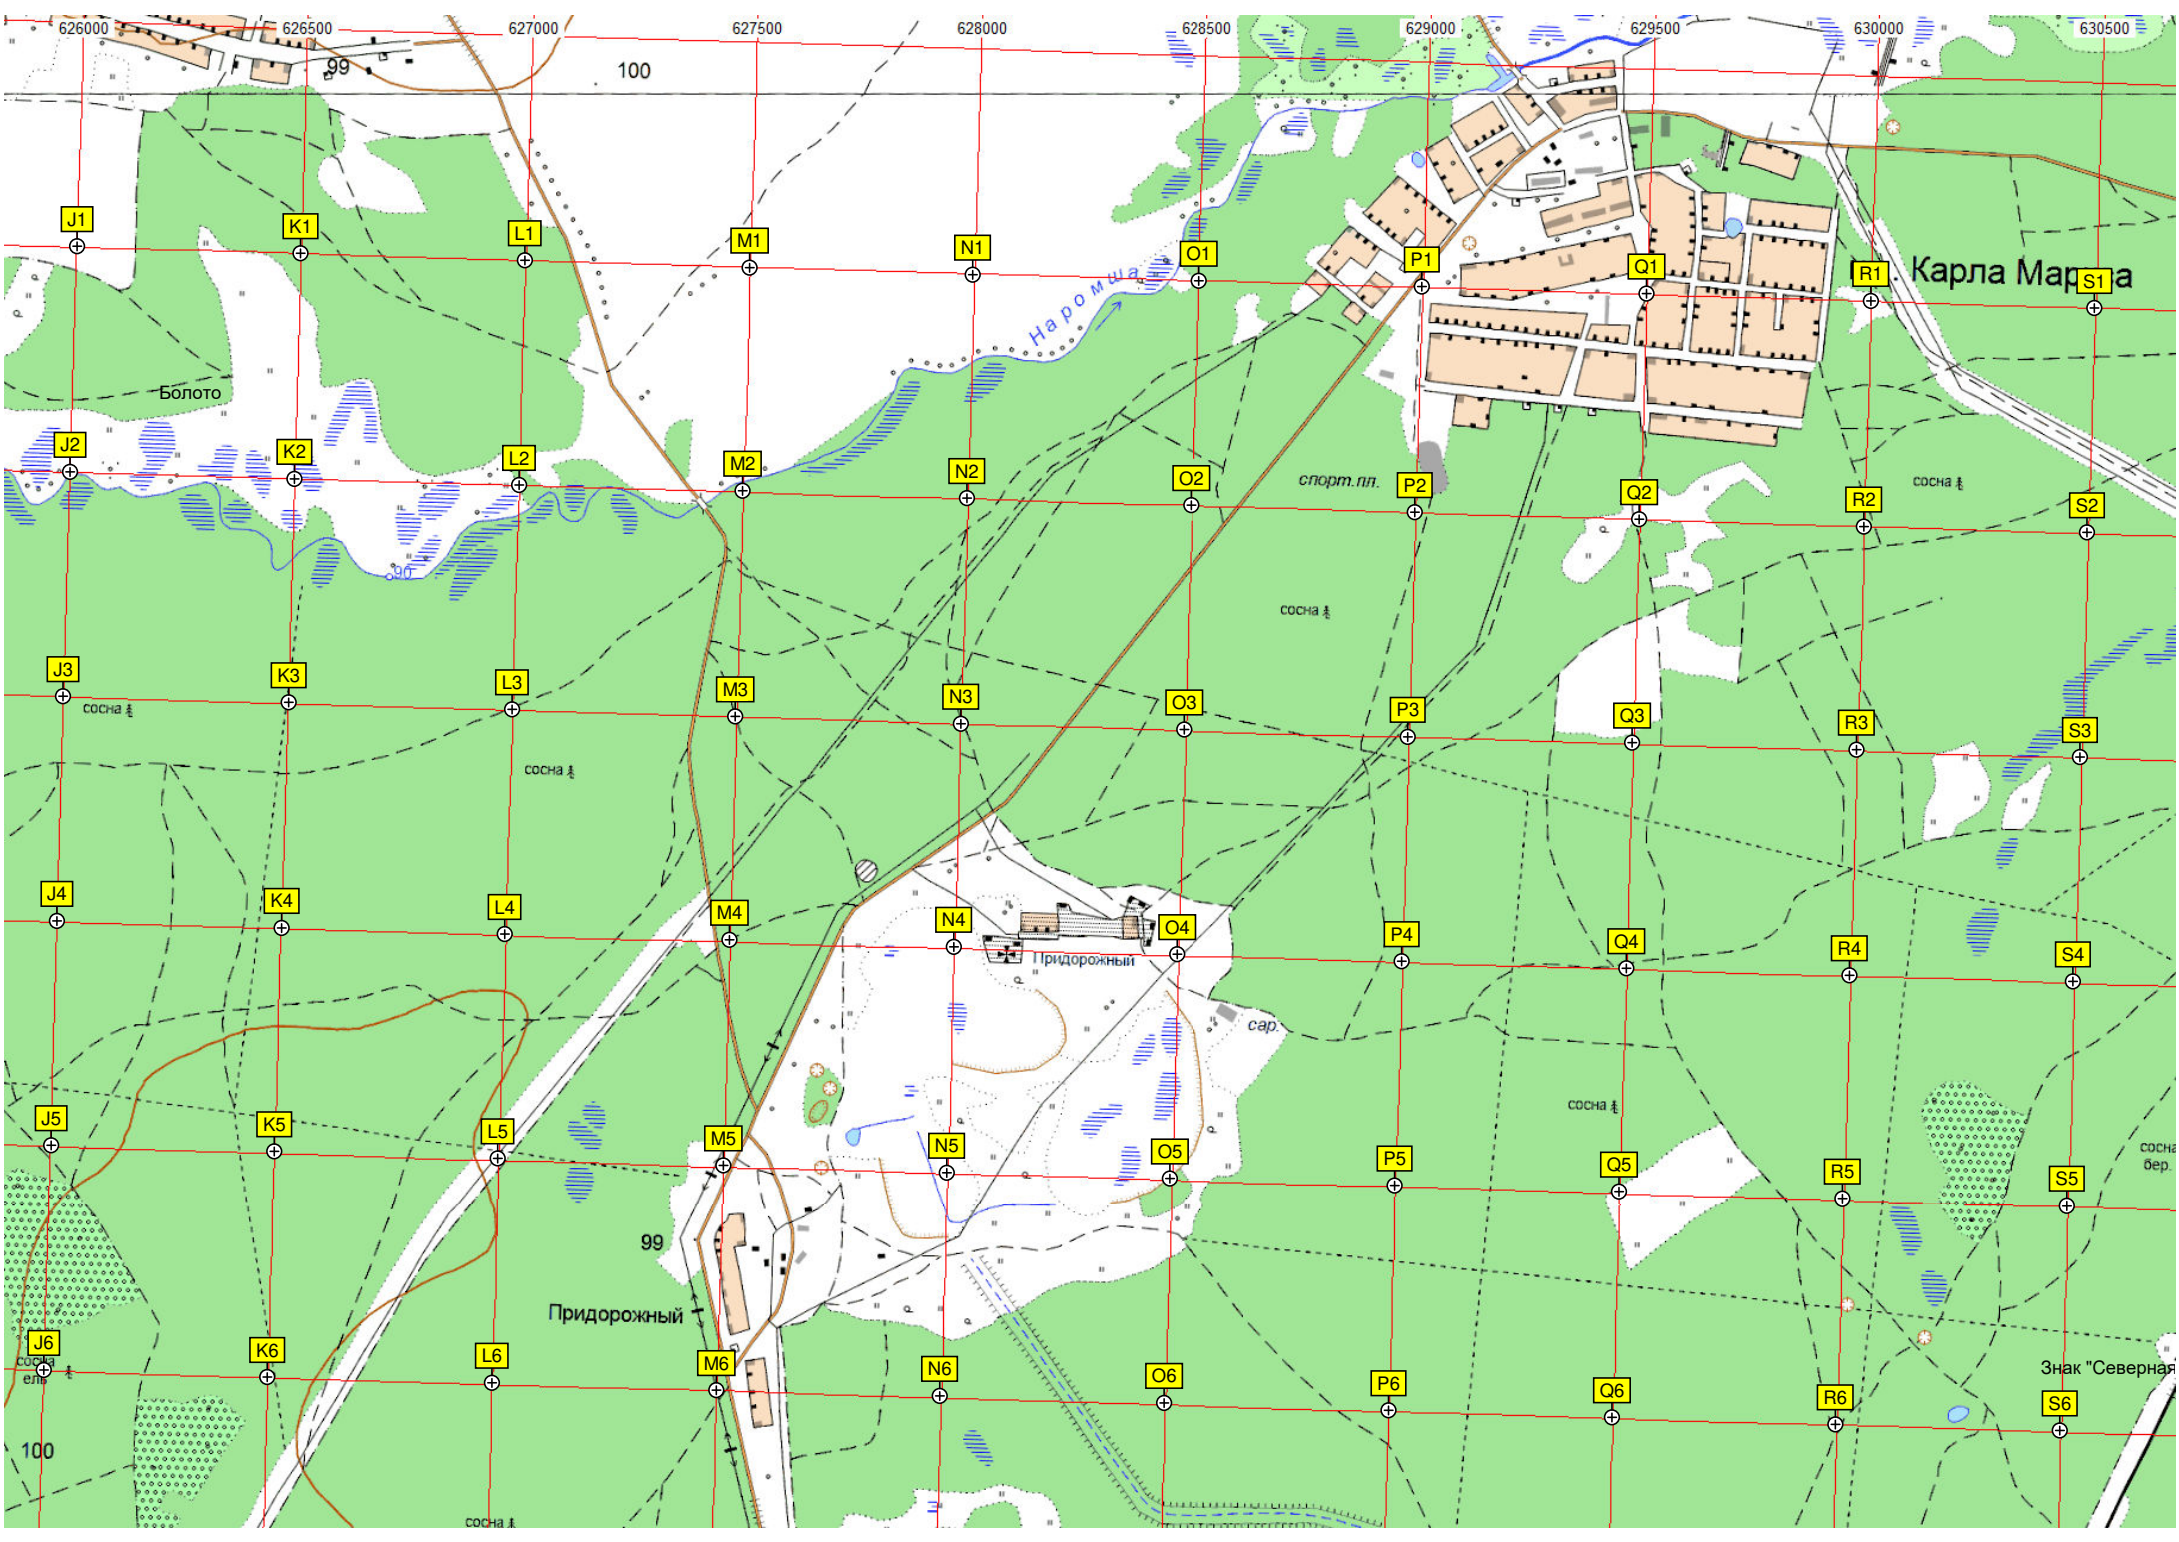 626000 626500 627000 627500 628000 628500 629000 629500 630000 630500
99 100
J1 K1 L1 M1 N1 O1 P1 Q1 R1 S1
Наромша
Болото
J2 K2 L2 M2 N2 O2 P2 Q2 R2 S2
спорт.пл.
сосна
90
сосна
J3 K3 L3 M3 N3 O3 P3 Q3 R3 S3
сосна
сосна
J4 K4 L4 M4 N4 O4 P4 Q4 R4 S4
Придорожный
сар.
сосна
J5 K5 L5 M5 N5 O5 P5 Q5 R5 S5
сосна
бер.
99
Придорожный
J6 K6 L6 M6 N6 O6 P6 Q6 R6 S6
сосна
ель
Знак "Северная
100
сосна